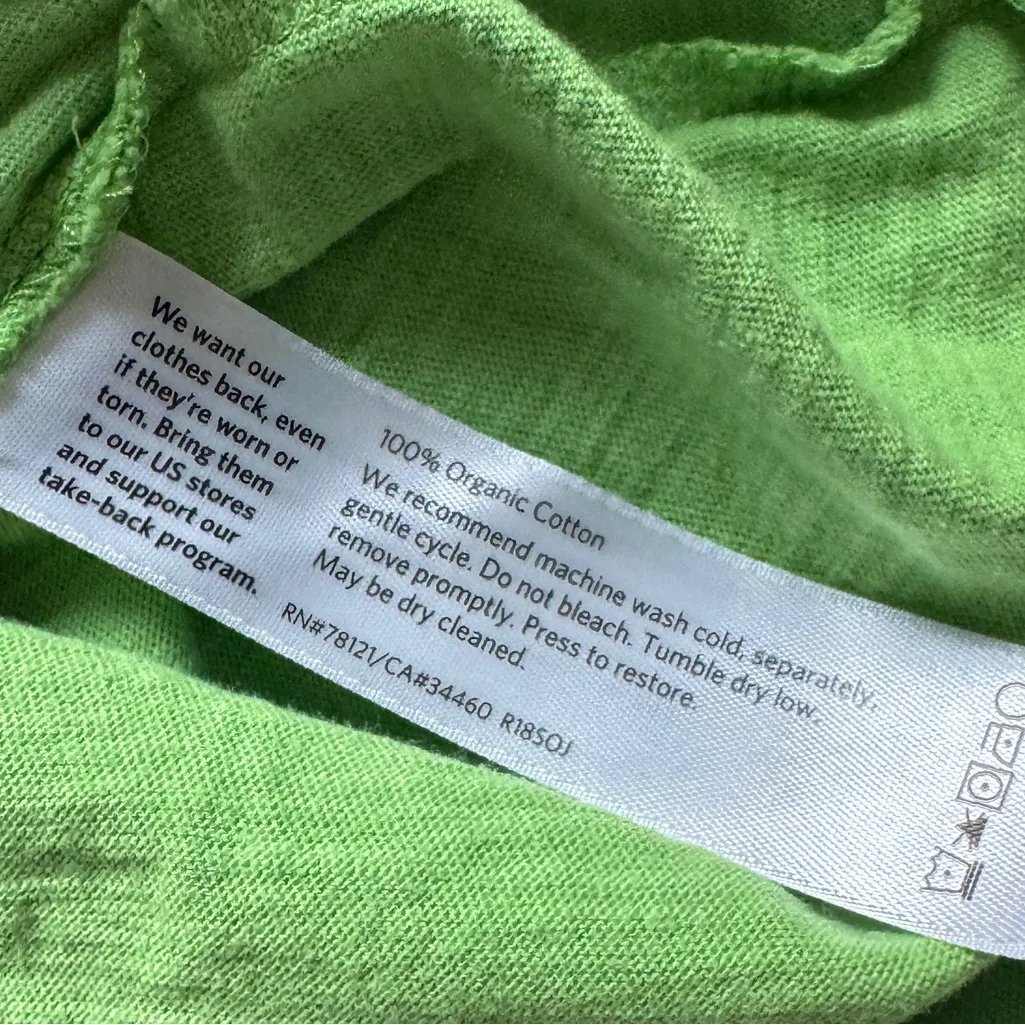 We want our
clothes back, even
if they're worn or
torn. Bring them
to our US stores
and support our
take-back program.
100% Organic Cotton
We recommend machine wash cold, separately,
gentle cycle. Do not bleach. Tumble dry low,
remove promptly. Press to restore.
May be dry cleaned.
RN#78121/CA#34460 R18SOJ